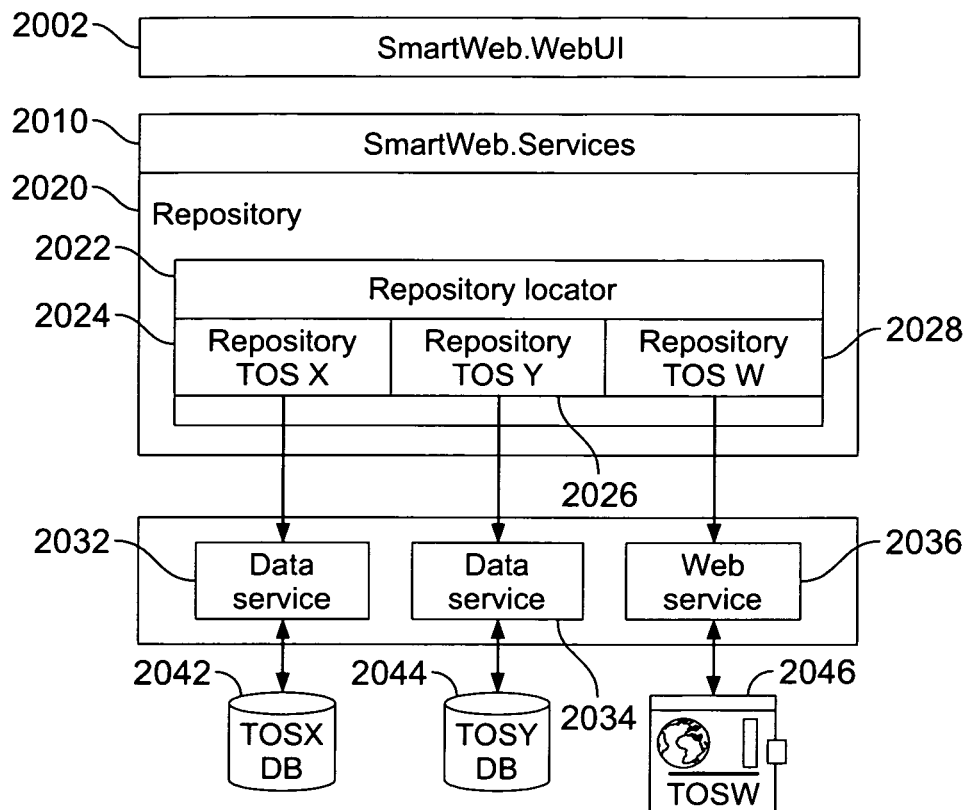 2002
SmartWeb.WebUI
2010
SmartWeb.Services
2020
Repository
2022
Repository locator
2024
Repository
TOS X
Repository
TOS Y
Repository
TOS W
2028
2026
2032
Data
service
Data
service
Web
service
2036
2042
2044
2034
2046
TOSX
DB
TOSY
DB
TOSW